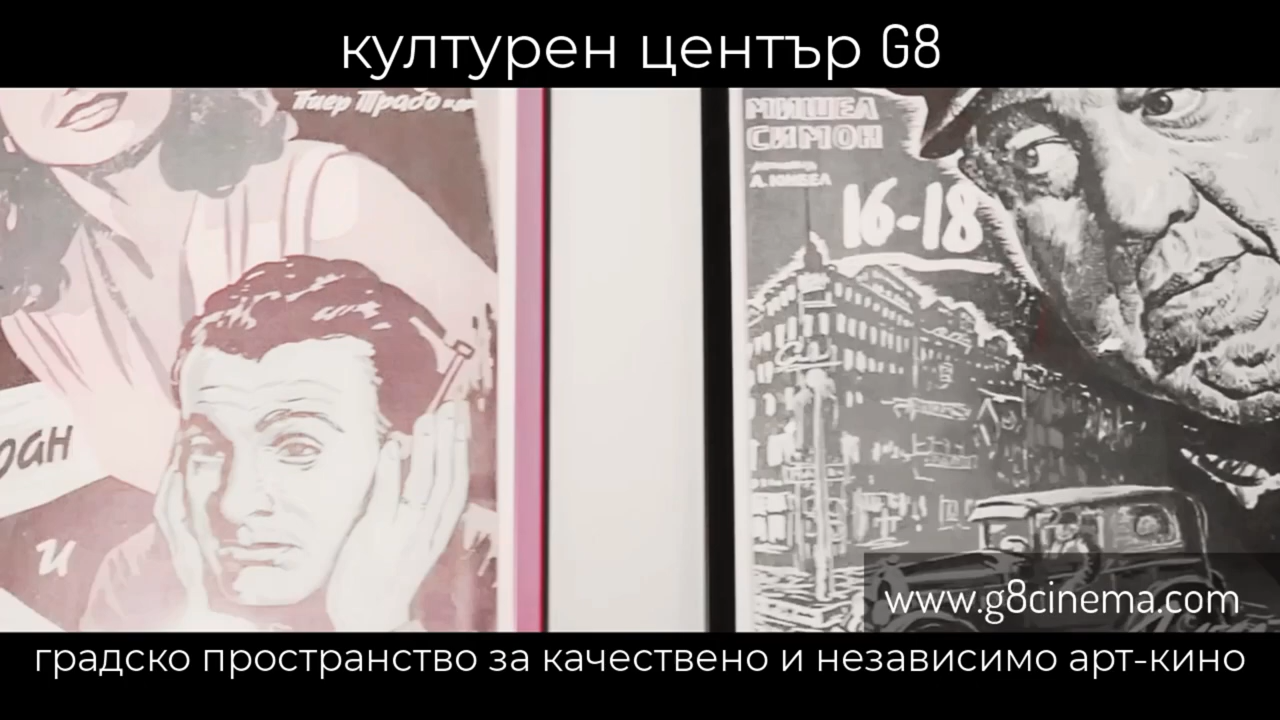 културен център G8
Пиер Трабо
МИШЕЛ
СИМОН
16-18
РАН
и
www.g8cinema.com
градско пространство за качествено и независимо арт-кино